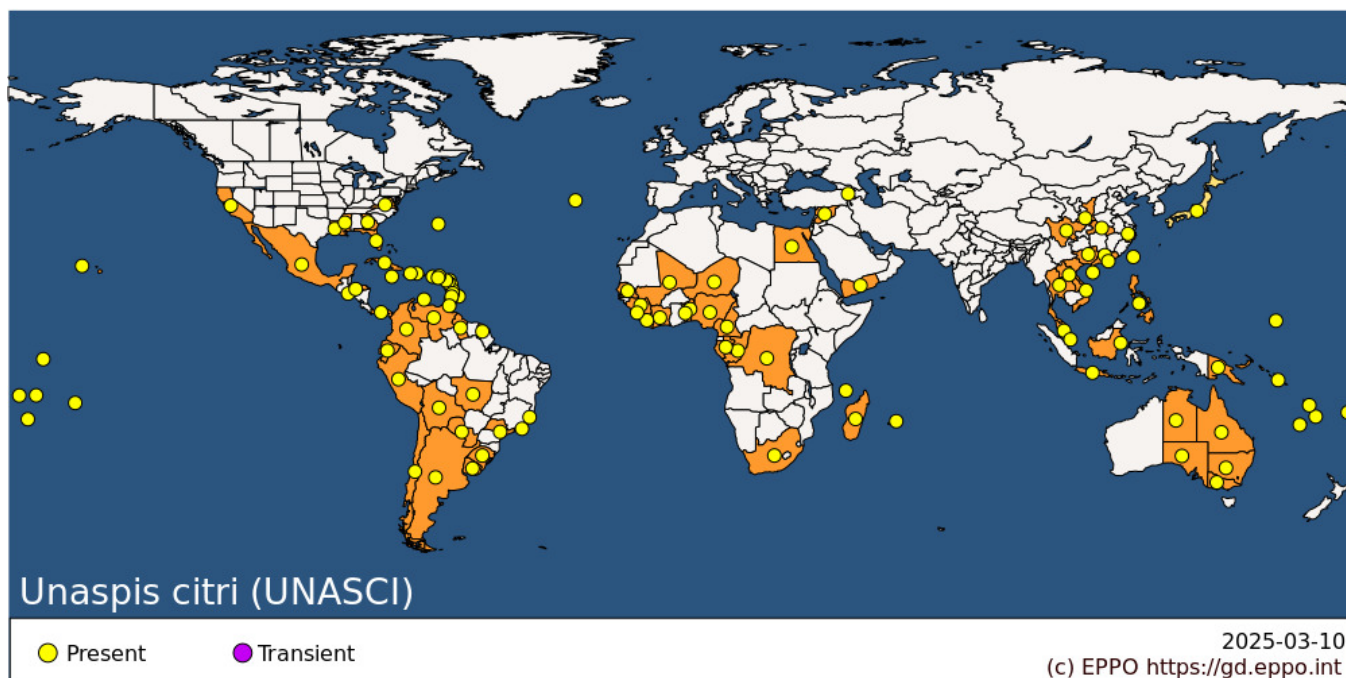 Unaspis citri (UNASCI)
Present
Transient
2025-03-10
(c) EPPO https://gd.eppo.int